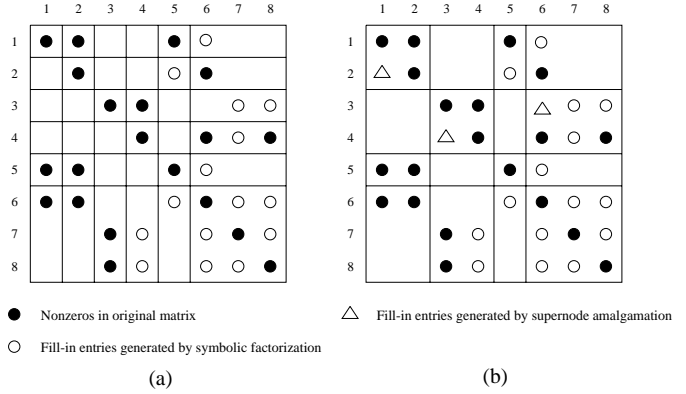 1 2 3 4 5 6 7 8
1
2
3
4
5
6
7
8
1 2 3 4 5 6 7 8
1
2
3
4
5
6
7
8
Nonzeros in original matrix
Fill-in entries generated by symbolic factorization
Fill-in entries generated by supernode amalgamation
(a)
(b)